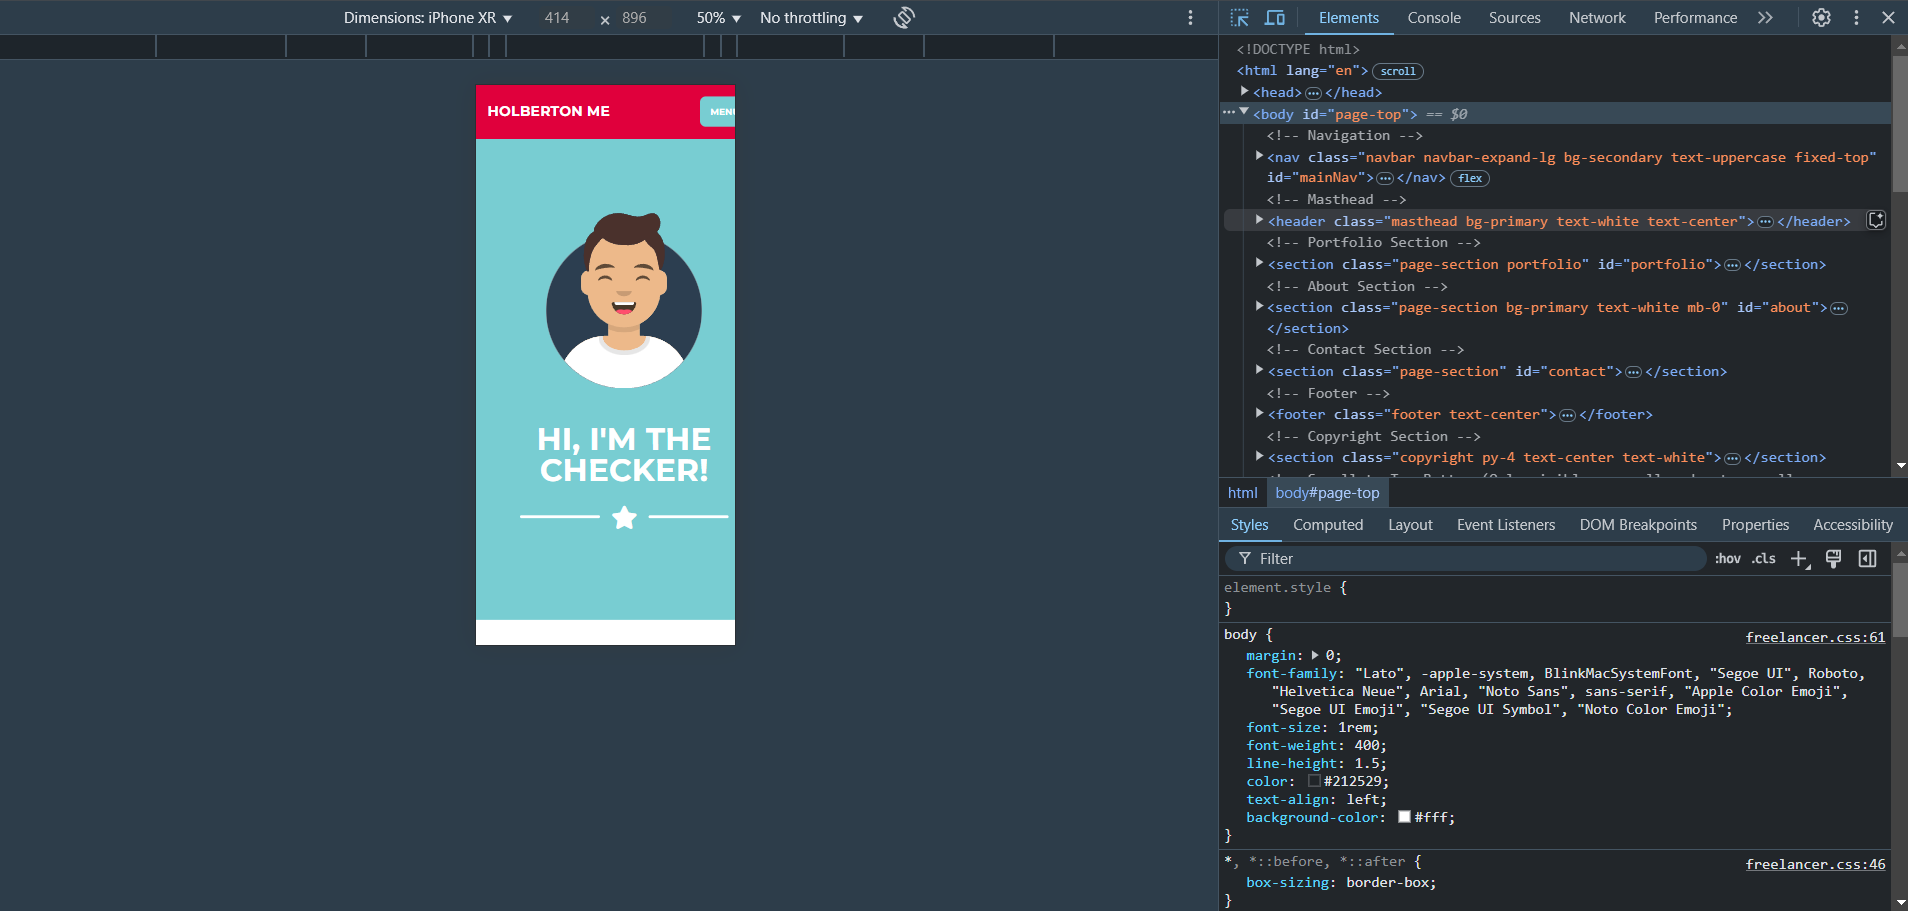 Dimensions: iPhone XR ▼ 414 × 896 50% ▼ No throttling ▼
HOLBERTON ME
MENU
HI, I'M THE
CHECKER!
Elements Console Sources Network Performance
<!DOCTYPE html>
<html lang="en"> scroll
<head> ⋯ </head>
<body id="page-top"> == $0
<!-- Navigation -->
<nav class="navbar navbar-expand-lg bg-secondary text-uppercase fixed-top"
id="mainNav"> ⋯ </nav> flex
<!-- Masthead -->
<header class="masthead bg-primary text-white text-center"> ⋯ </header>
<!-- Portfolio Section -->
<section class="page-section portfolio" id="portfolio"> ⋯ </section>
<!-- About Section -->
<section class="page-section bg-primary text-white mb-0" id="about"> ⋯
</section>
<!-- Contact Section -->
<section class="page-section" id="contact"> ⋯ </section>
<!-- Footer -->
<footer class="footer text-center"> ⋯ </footer>
<!-- Copyright Section -->
<section class="copyright py-4 text-center text-white"> ⋯ </section>
html body#page-top
Styles Computed Layout Event Listeners DOM Breakpoints Properties Accessibility
Filter :hov .cls
element.style {
}
body { freelancer.css:61
margin: ▶ 0;
font-family: "Lato", -apple-system, BlinkMacSystemFont, "Segoe UI", Roboto,
"Helvetica Neue", Arial, "Noto Sans", sans-serif, "Apple Color Emoji",
"Segoe UI Emoji", "Segoe UI Symbol", "Noto Color Emoji";
font-size: 1rem;
font-weight: 400;
line-height: 1.5;
color: #212529;
text-align: left;
background-color: #fff;
}
*, *::before, *::after { freelancer.css:46
box-sizing: border-box;
}